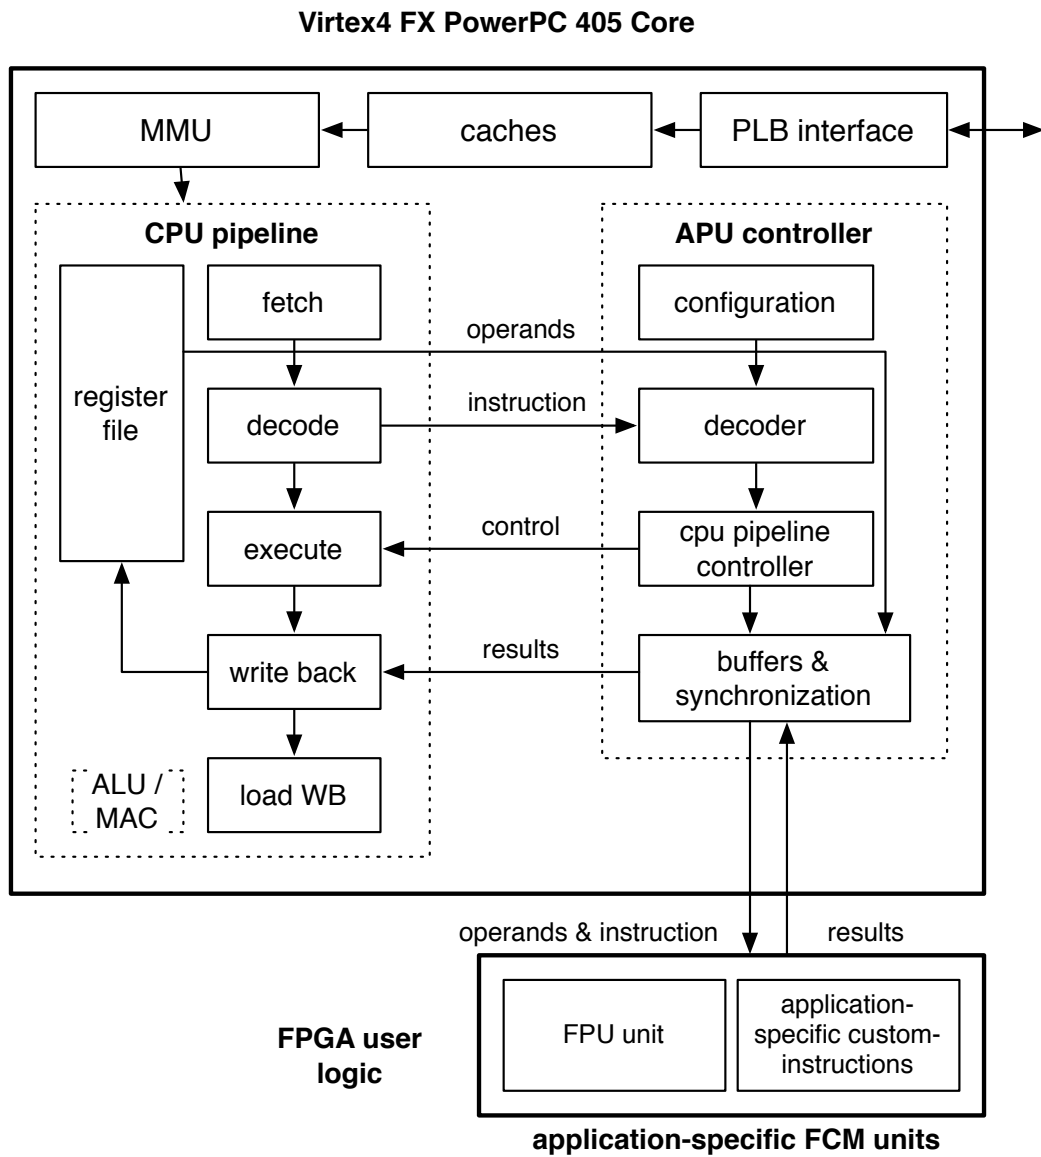 Virtex4 FX PowerPC 405 Core
MMU
caches
PLB interface
CPU pipeline
APU controller
register
file
fetch
configuration
operands
decode
instruction
decoder
execute
control
cpu pipeline
controller
write back
results
buffers &
synchronization
ALU /
MAC
load WB
operands & instruction
results
FPGA user
logic
FPU unit
application-
specific custom-
instructions
application-specific FCM units